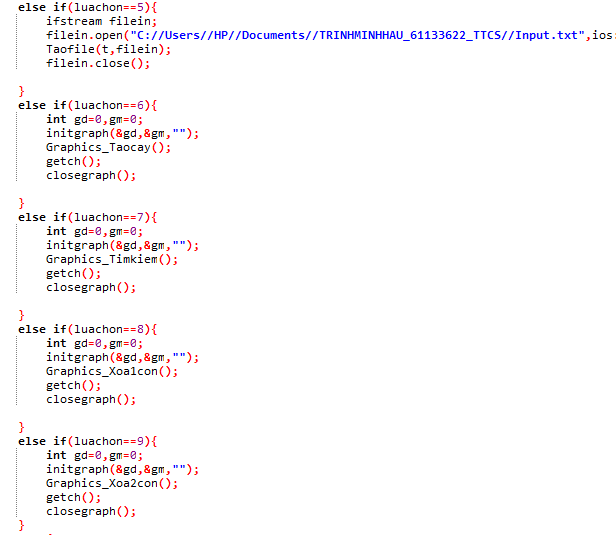 else if(luachon==5){
ifstream filein;
filein.open("C://Users//HP//Documents//TRINHMINHHAU_61133622_TTCS//Input.txt",ios:
Taofile(t,filein);
filein.close();
}
else if(luachon==6){
int gd=0,gm=0;
initgraph(&gd,&gm,"");
Graphics_Taocay();
getch();
closegraph();
}
else if(luachon==7){
int gd=0,gm=0;
initgraph(&gd,&gm,"");
Graphics_Timkiem();
getch();
closegraph();
}
else if(luachon==8){
int gd=0,gm=0;
initgraph(&gd,&gm,"");
Graphics_Xoa1con();
getch();
closegraph();
}
else if(luachon==9){
int gd=0,gm=0;
initgraph(&gd,&gm,"");
Graphics_Xoa2con();
getch();
closegraph();
}